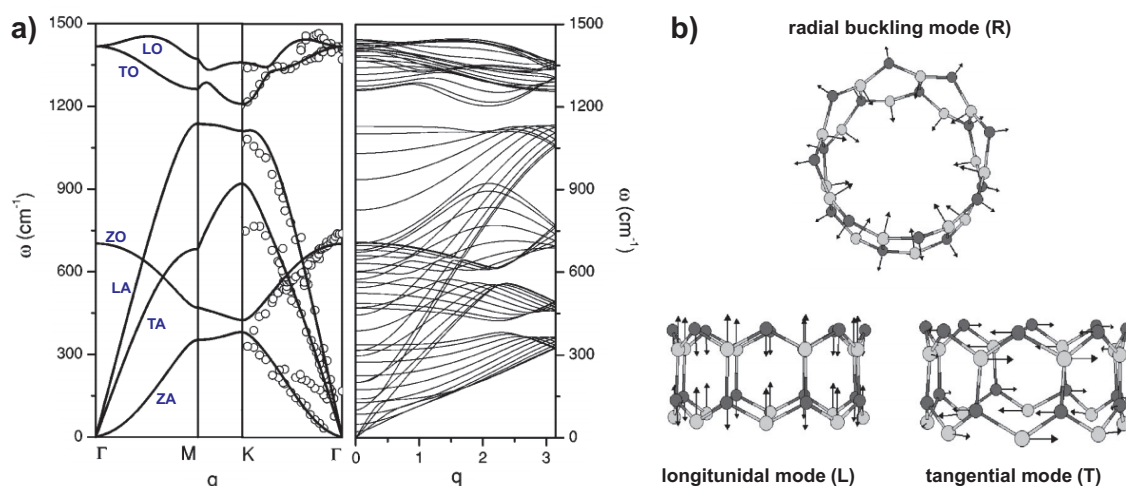 a)
b)
radial buckling mode (R)
1500
1200
900
600
300
0
ω (cm⁻¹)
LO
TO
ZO
LA
TA
ZA
Γ
M
K
Γ
q
0
1
2
3
q
1500
1200
900
600
300
0
ω (cm⁻¹)
longitunidal mode (L)
tangential mode (T)